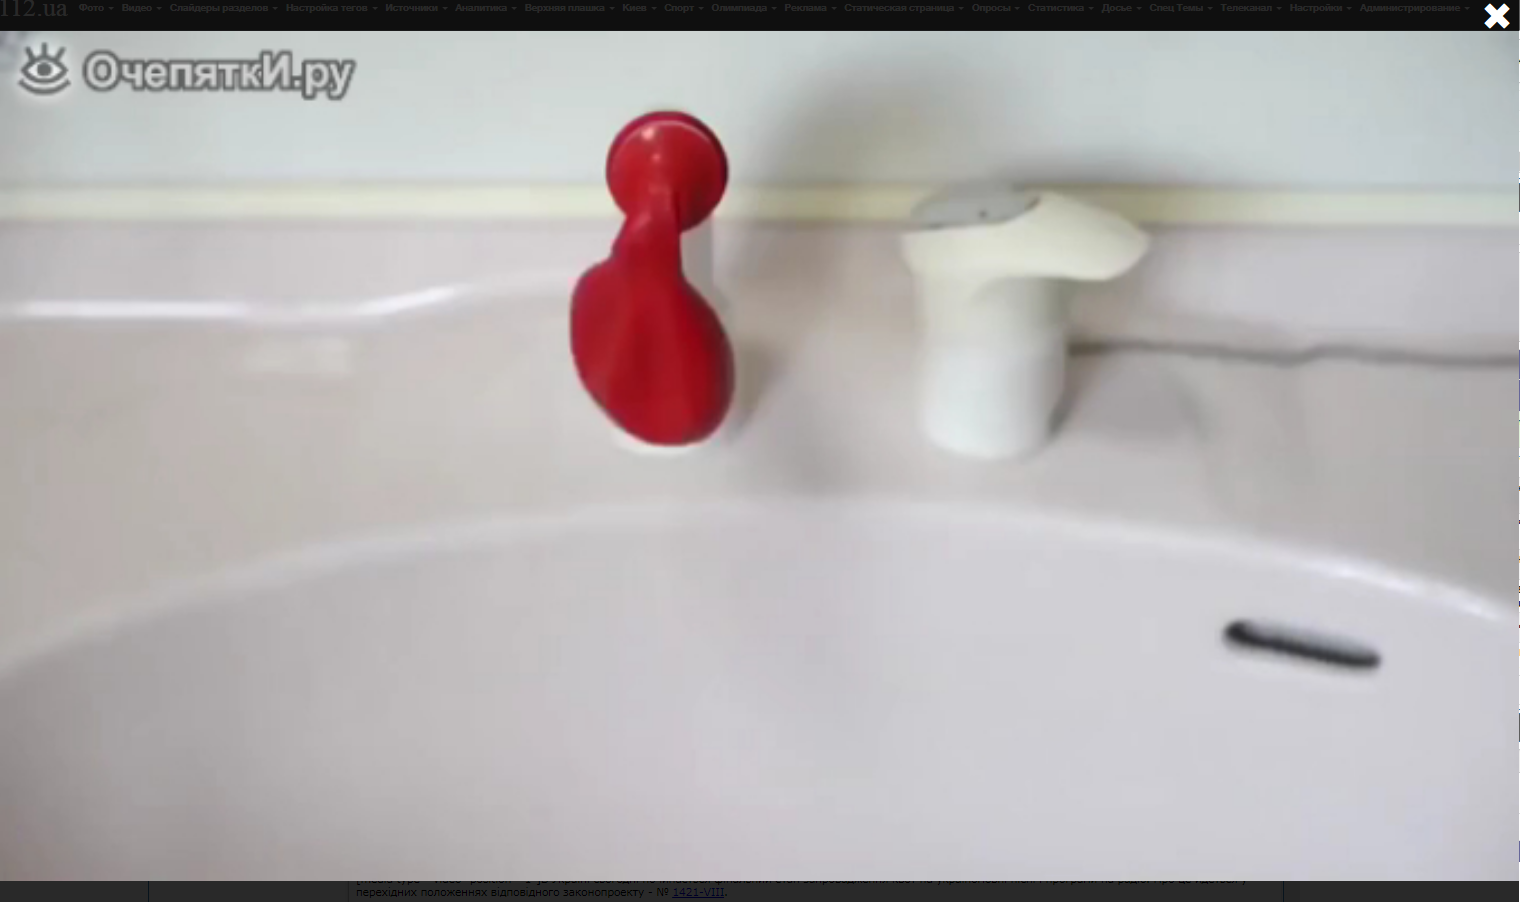 112.ua Фото Видео Слайдеры разделов Настройка тегов Источники Аналитика Верхняя плашка Киев Спорт Олимпиада Реклама Статическая страница Опросы Статистика Досье Спец Темы Телеканал Настройки Администрирование
ОчепяткИ.ру
перехідних положеннях відповідного законопроекту - № 1421-VIII.